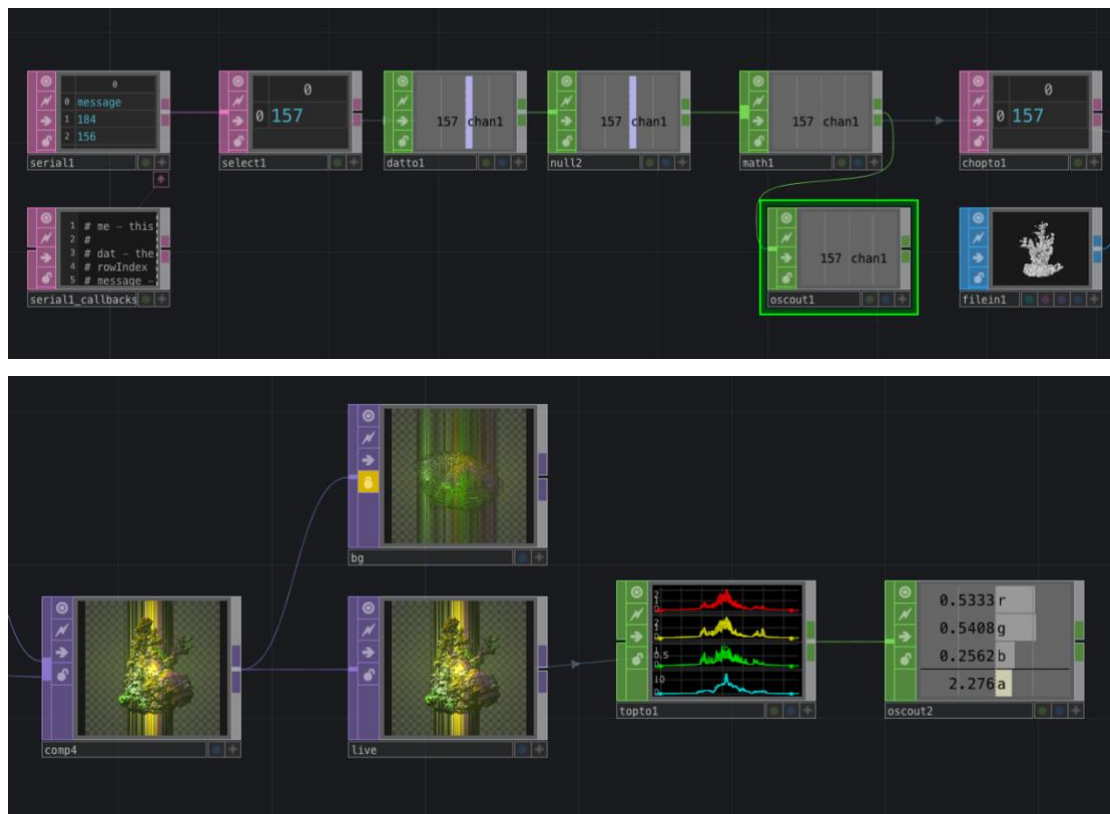 0
0 message
1 184
2 156
serial1
0
0 157
select1
157 chan1
datto1
157 chan1
null2
157 chan1
math1
0
0 157
chopto1
1 # me – this
2 #
3 # dat – the
4 # rowIndex
5 # message –
serial1_callbacks
157 chan1
oscout1
filein1
bg
comp4
live
topto1
0.5333 r
0.5408 g
0.2562 b
2.276 a
oscout2